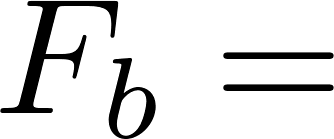 F_b =